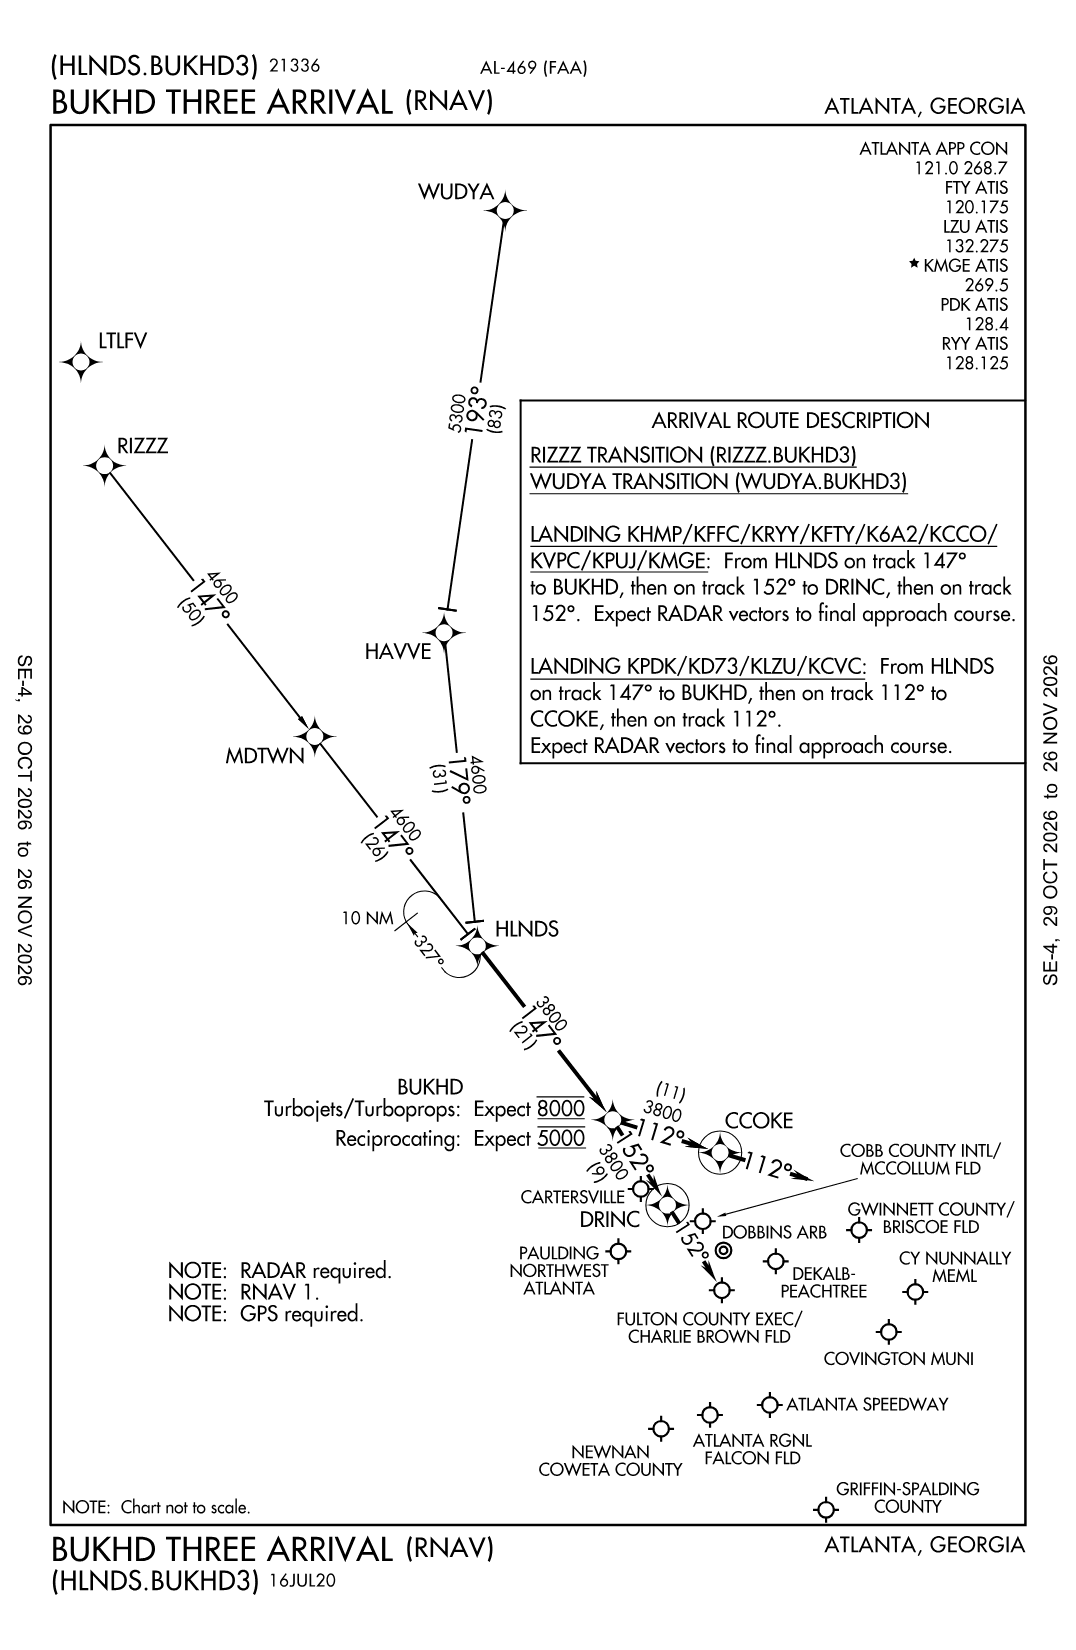 (HLNDS.BUKHD3) 21336
AL-469 (FAA)
BUKHD THREE ARRIVAL (RNAV)
ATLANTA, GEORGIA
ATLANTA APP CON
121.0 268.7
FTY ATIS
120.175
LZU ATIS
132.275
★ KMGE ATIS
269.5
PDK ATIS
128.4
RYY ATIS
128.125
WUDYA
LTLFV
RIZZZ
5300
193°
(83)
ARRIVAL ROUTE DESCRIPTION
RIZZZ TRANSITION (RIZZZ.BUKHD3)
WUDYA TRANSITION (WUDYA.BUKHD3)
LANDING KHMP/KFFC/KRYY/KFTY/K6A2/KCCO/
KVPC/KPUJ/KMGE: From HLNDS on track 147°
to BUKHD, then on track 152° to DRINC, then on track
152°. Expect RADAR vectors to final approach course.
LANDING KPDK/KD73/KLZU/KCVC: From HLNDS
on track 147° to BUKHD, then on track 112° to
CCOKE, then on track 112°.
Expect RADAR vectors to final approach course.
4600
147°
(50)
HAVVE
MDTWN
4600
179°
(31)
4600
147°
(26)
10 NM
327°
HLNDS
3800
147°
(21)
BUKHD
Turbojets/Turboprops: Expect 8000
Reciprocating: Expect 5000
(11)
3800
112°
CCOKE
112°
152°
3800
(9)
COBB COUNTY INTL/
MCCOLLUM FLD
CARTERSVILLE
DRINC
152°
GWINNETT COUNTY/
BRISCOE FLD
DOBBINS ARB
PAULDING
NORTHWEST
ATLANTA
DEKALB-
PEACHTREE
CY NUNNALLY
MEML
FULTON COUNTY EXEC/
CHARLIE BROWN FLD
COVINGTON MUNI
NOTE: RADAR required.
NOTE: RNAV 1.
NOTE: GPS required.
ATLANTA SPEEDWAY
ATLANTA RGNL
FALCON FLD
NEWNAN
COWETA COUNTY
GRIFFIN-SPALDING
COUNTY
NOTE: Chart not to scale.
SE-4, 29 OCT 2026 to 26 NOV 2026
SE-4, 29 OCT 2026 to 26 NOV 2026
BUKHD THREE ARRIVAL (RNAV)
ATLANTA, GEORGIA
(HLNDS.BUKHD3) 16JUL20